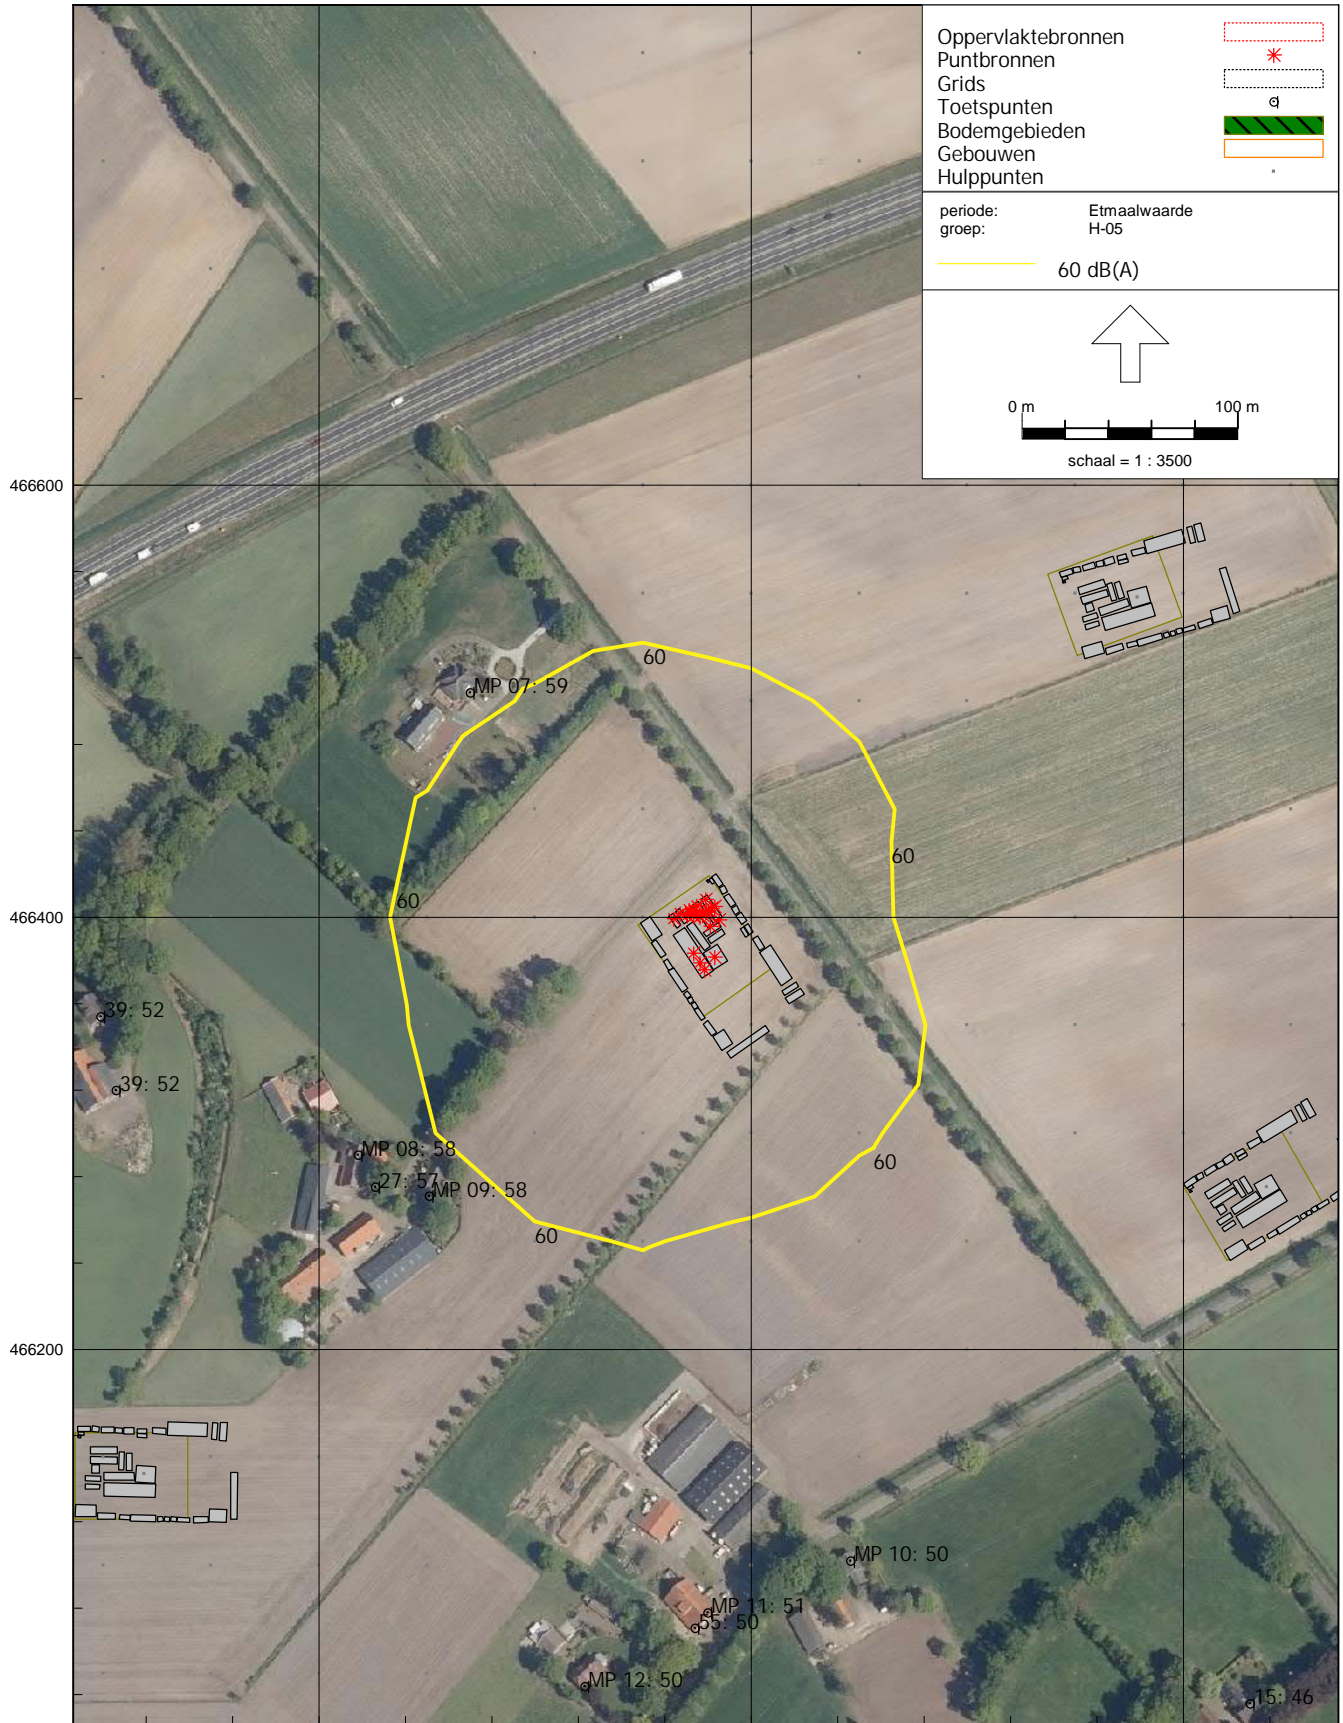 Oppervlaktebronnen
Puntbronnen
Grids
Toetspunten
Bodemgebieden
Gebouwen
Hulppunten
periode: Etmaalwaarde
groep: H-05
60 dB(A)
0 m 100 m
schaal = 1 : 3500
466600
60
MP 07: 59
60
60
466400
39: 52
39: 52
MP 08: 58
60
27: 57
MP 09: 58
60
466200
MP 10: 50
MP 11: 51
55: 50
MP 12: 50
15: 46